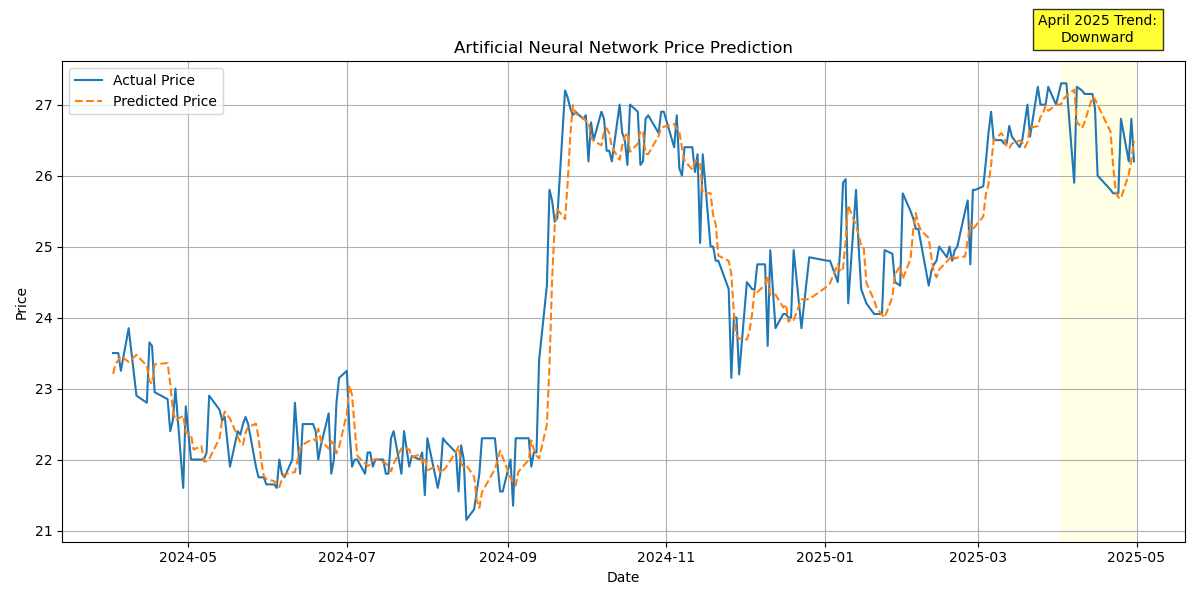 April 2025 Trend:
Downward
Artificial Neural Network Price Prediction
Actual Price
Predicted Price
Price
27
26
25
24
23
22
21
2024-05
2024-07
2024-09
2024-11
2025-01
2025-03
2025-05
Date